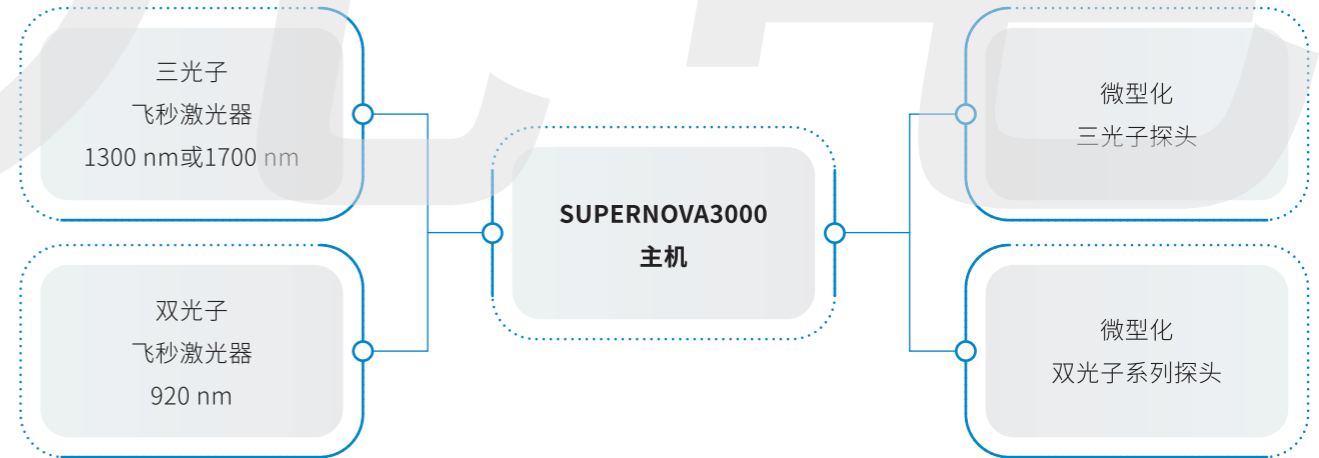 三光子
飞秒激光器
1300 nm或1700 nm
双光子
飞秒激光器
920 nm
SUPERNOVA3000
主机
微型化
三光子探头
微型化
双光子系列探头